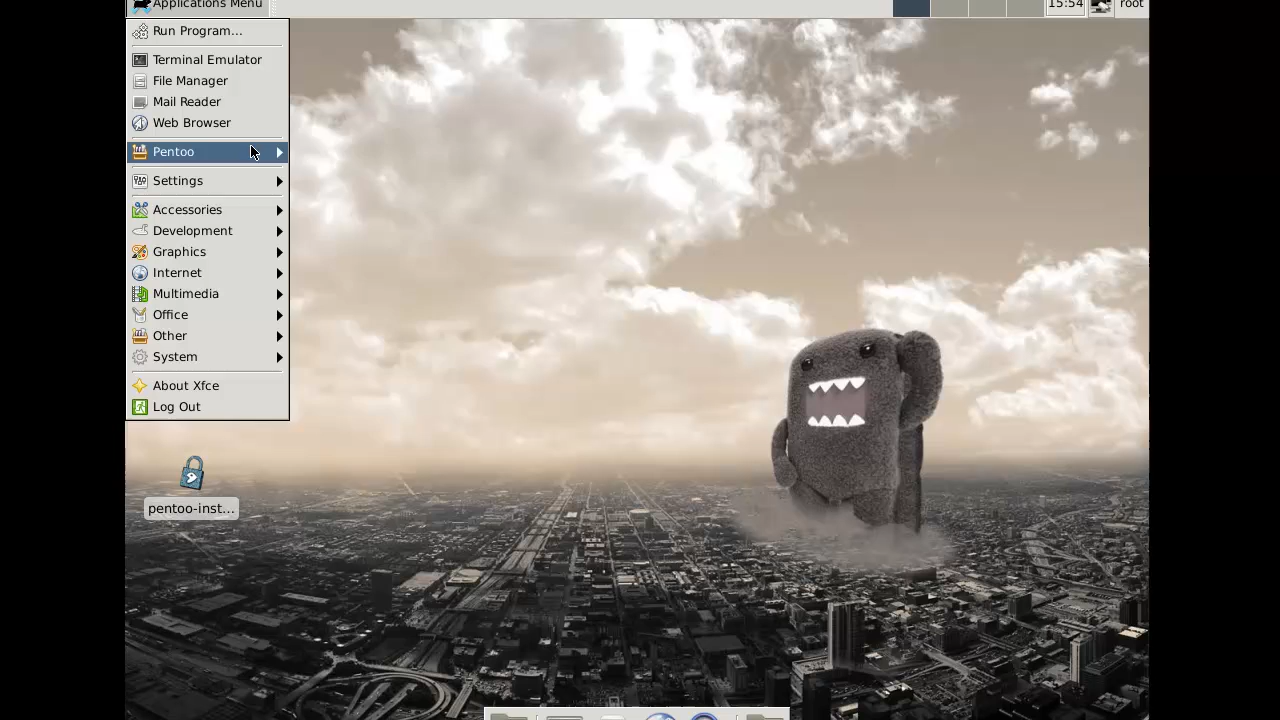 Applications Menu
15:54
root
Run Program...
Terminal Emulator
File Manager
Mail Reader
Web Browser
Pentoo
Settings
Accessories
Development
Graphics
Internet
Multimedia
Office
Other
System
About Xfce
Log Out
pentoo-inst...